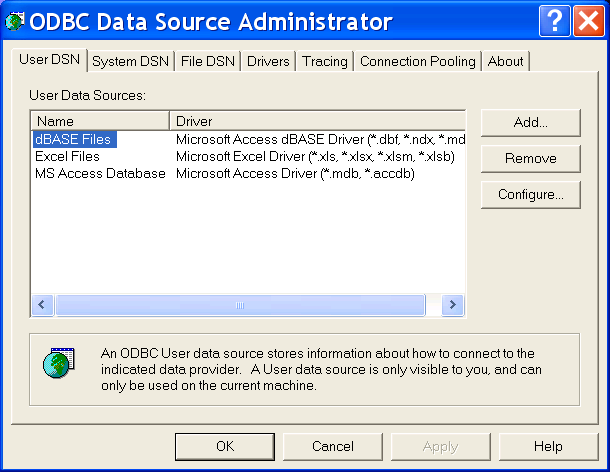 ODBC Data Source Administrator
User DSN System DSN File DSN Drivers Tracing Connection Pooling About
User Data Sources:
Name Driver
dBASE Files Microsoft Access dBASE Driver (*.dbf, *.ndx, *.md
Excel Files Microsoft Excel Driver (*.xls, *.xlsx, *.xlsm, *.xlsb)
MS Access Database Microsoft Access Driver (*.mdb, *.accdb)
Add...
Remove
Configure...
An ODBC User data source stores information about how to connect to the
indicated data provider. A User data source is only visible to you, and can
only be used on the current machine.
OK Cancel Apply Help